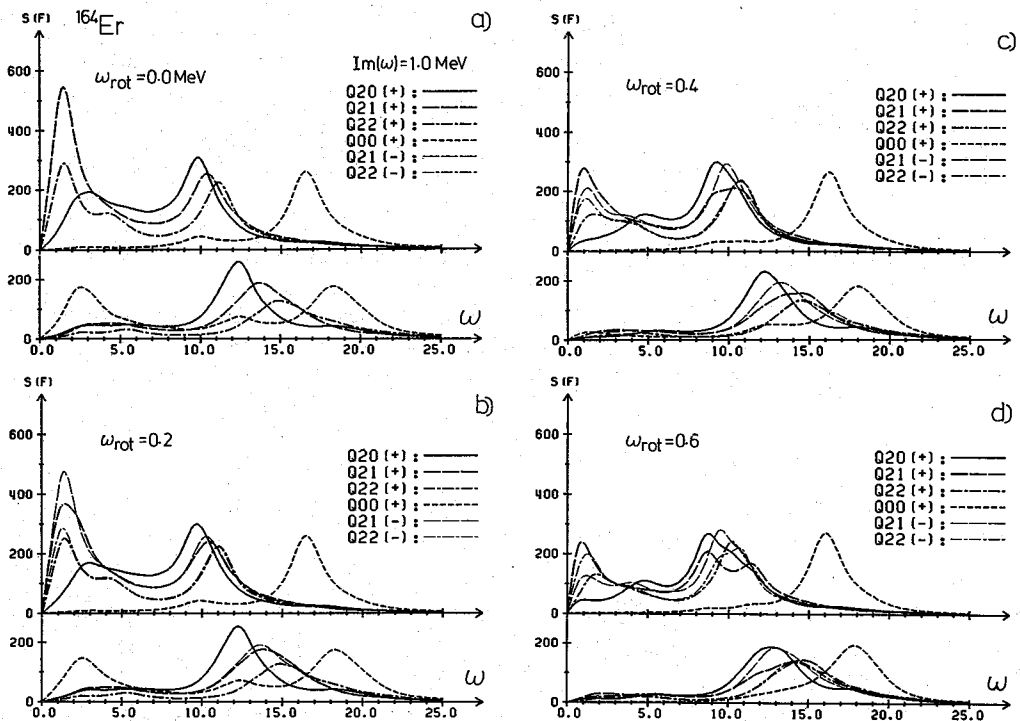 S (F)
¹⁶⁴Er
a)
600
400
200
0
ω_rot = 0.0 MeV
Im(ω) = 1.0 MeV
Q20 (+) :
Q21 (+) :
Q22 (+) :
Q00 (+) :
Q21 (-) :
Q22 (-) :
200
0
ω
0.0 5.0 10.0 15.0 20.0 25.0
S (F)
c)
600
400
200
0
ω_rot = 0.4
Q20 (+) :
Q21 (+) :
Q22 (+) :
Q00 (+) :
Q21 (-) :
Q22 (-) :
200
0
ω
0.0 5.0 10.0 15.0 20.0 25.0
S (F)
b)
600
400
200
0
ω_rot = 0.2
Q20 (+) :
Q21 (+) :
Q22 (+) :
Q00 (+) :
Q21 (-) :
Q22 (-) :
200
0
ω
0.0 5.0 10.0 15.0 20.0 25.0
S (F)
d)
600
400
200
0
ω_rot = 0.6
Q20 (+) :
Q21 (+) :
Q22 (+) :
Q00 (+) :
Q21 (-) :
Q22 (-) :
200
0
ω
0.0 5.0 10.0 15.0 20.0 25.0